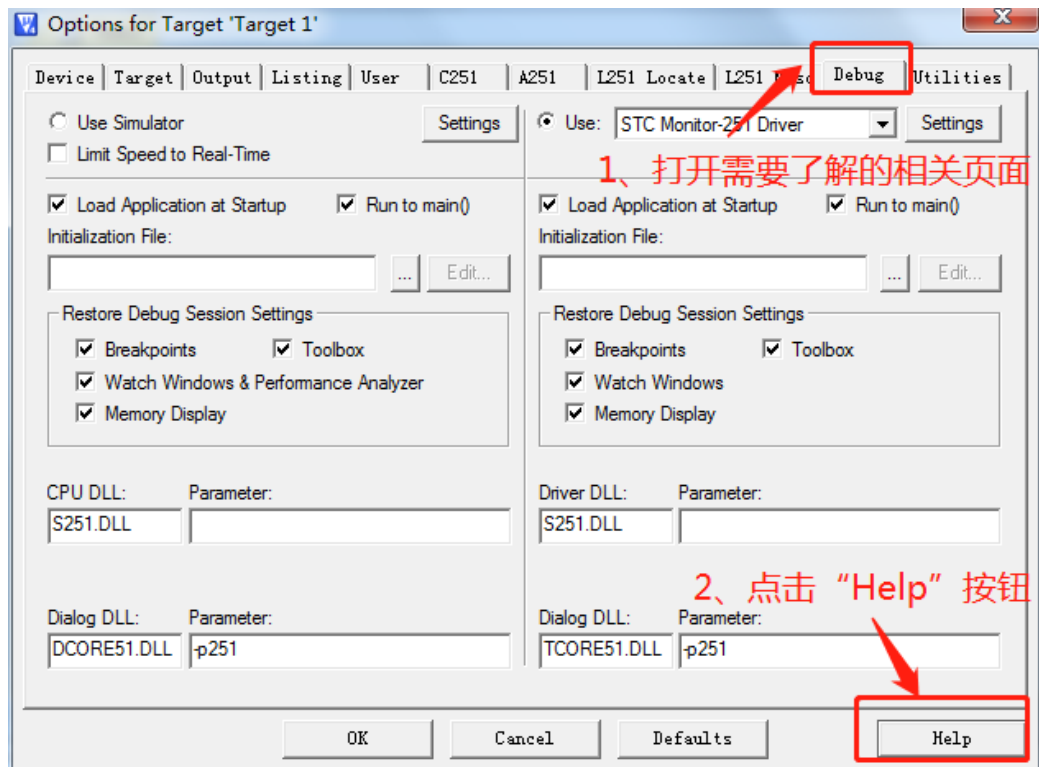 Options for Target 'Target 1'
Device Target Output Listing User C251 A251 L251 Locate L251 Misc Debug Utilities
Use Simulator Settings Use: STC Monitor-251 Driver Settings
Limit Speed to Real-Time
1、打开需要了解的相关页面
Load Application at Startup Run to main() Load Application at Startup Run to main()
Initialization File: Initialization File:
... Edit... ... Edit...
Restore Debug Session Settings Restore Debug Session Settings
Breakpoints Toolbox Breakpoints Toolbox
Watch Windows & Performance Analyzer Watch Windows
Memory Display Memory Display
CPU DLL: Parameter: Driver DLL: Parameter:
S251.DLL S251.DLL
2、点击“Help”按钮
Dialog DLL: Parameter: Dialog DLL: Parameter:
DCORE51.DLL -p251 TCORE51.DLL -p251
OK Cancel Defaults Help